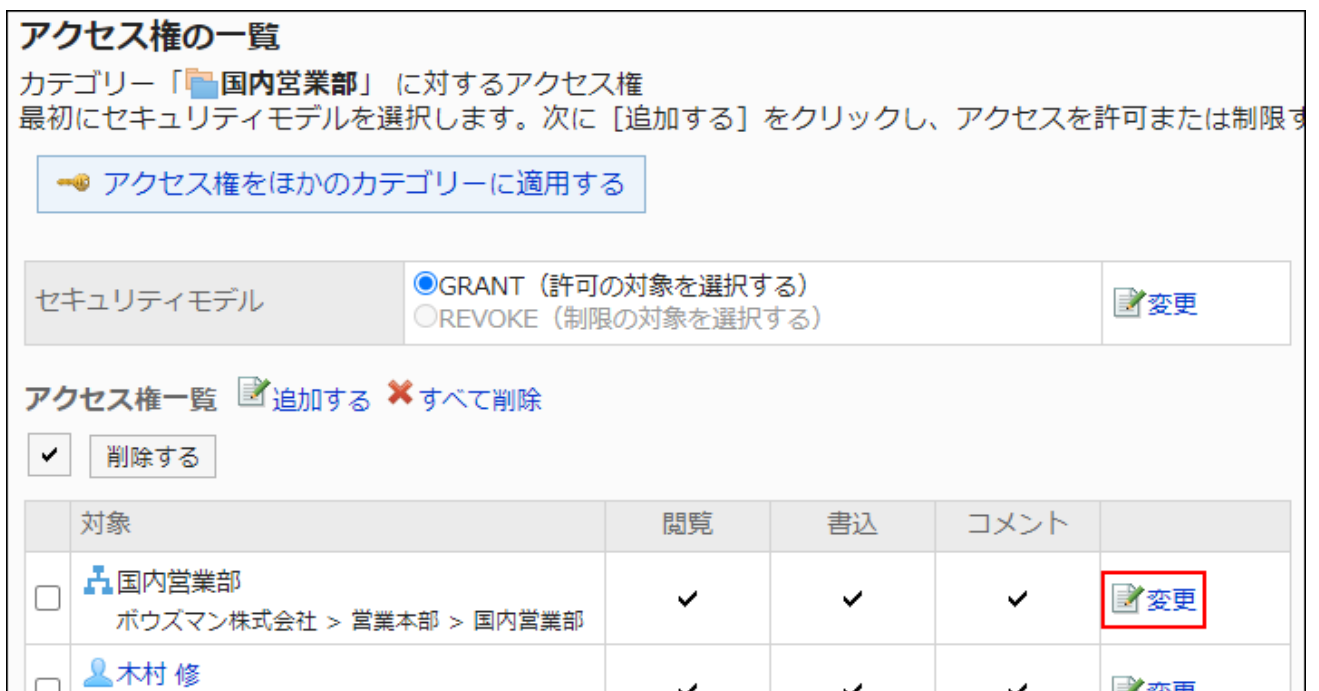 アクセス権の一覧
カテゴリー「国内営業部」 に対するアクセス権
最初にセキュリティモデルを選択します。次に［追加する］をクリックし、アクセスを許可または制限す
アクセス権をほかのカテゴリーに適用する
セキュリティモデル
GRANT（許可の対象を選択する）
REVOKE（制限の対象を選択する）
変更
アクセス権一覧 追加する すべて削除
削除する
対象 閲覧 書込 コメント
国内営業部
ボウズマン株式会社 > 営業本部 > 国内営業部
変更
木村 修
変更